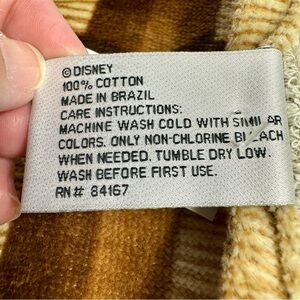 © DISNEY
100% COTTON
MADE IN BRAZIL
CARE INSTRUCTIONS:
MACHINE WASH COLD WITH SIMILAR
COLORS. ONLY NON-CHLORINE BLEACH
WHEN NEEDED. TUMBLE DRY LOW.
WASH BEFORE FIRST USE.
RN# 84167